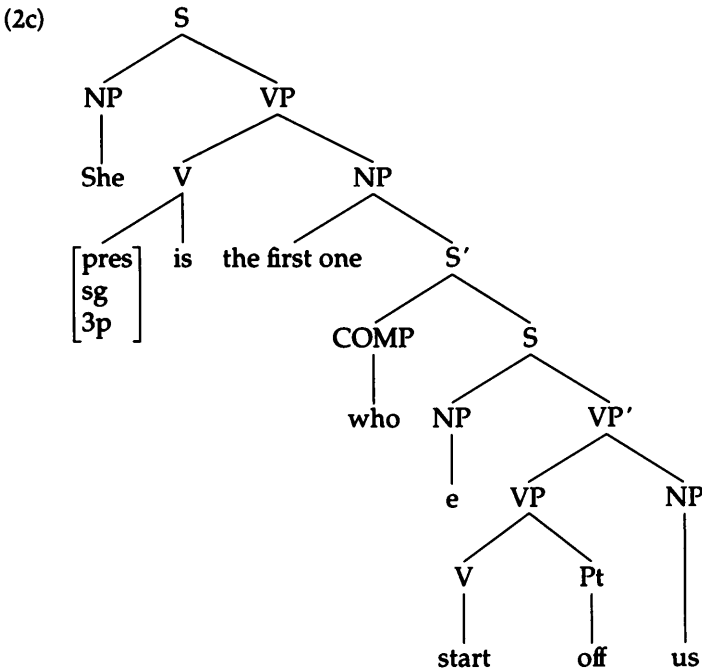 (2c) S
NP VP
She V NP
pres is the first one S′
sg
3p
COMP S
who NP VP′
e VP NP
V Pt
start off us